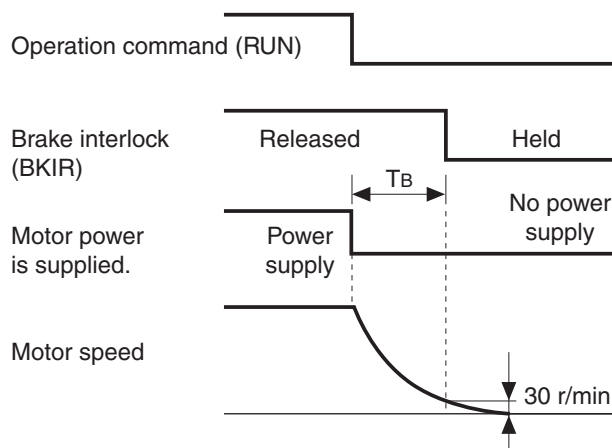 Operation command (RUN)
Brake interlock
(BKIR)
Released
Held
TB
Motor power
is supplied.
Power
supply
No power
supply
Motor speed
30 r/min